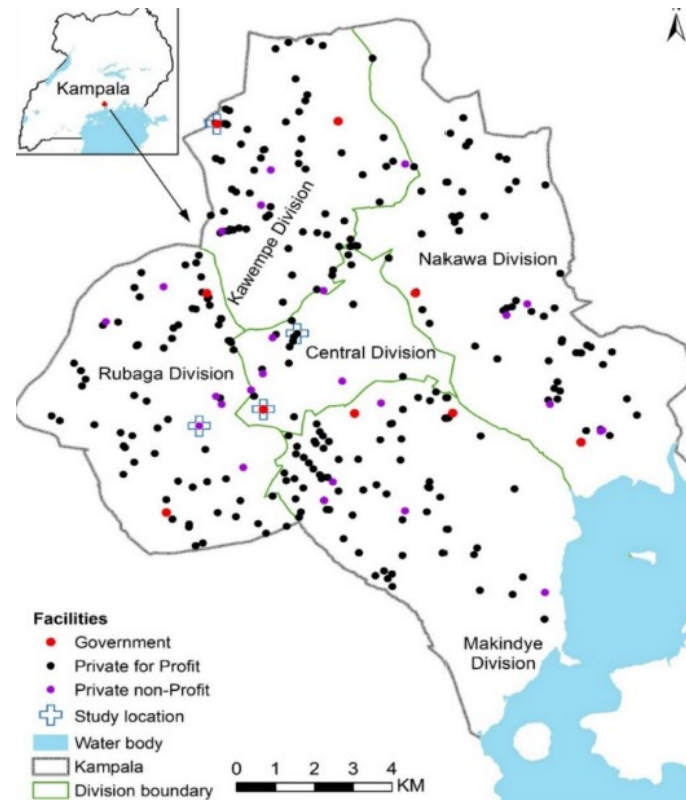 N
Kampala
Kawempe Division
Nakawa Division
Central Division
Rubaga Division
Makindye
Division
Facilities
Government
Private for Profit
Private non-Profit
Study location
Water body
Kampala
Division boundary
0 1 2 3 4
KM